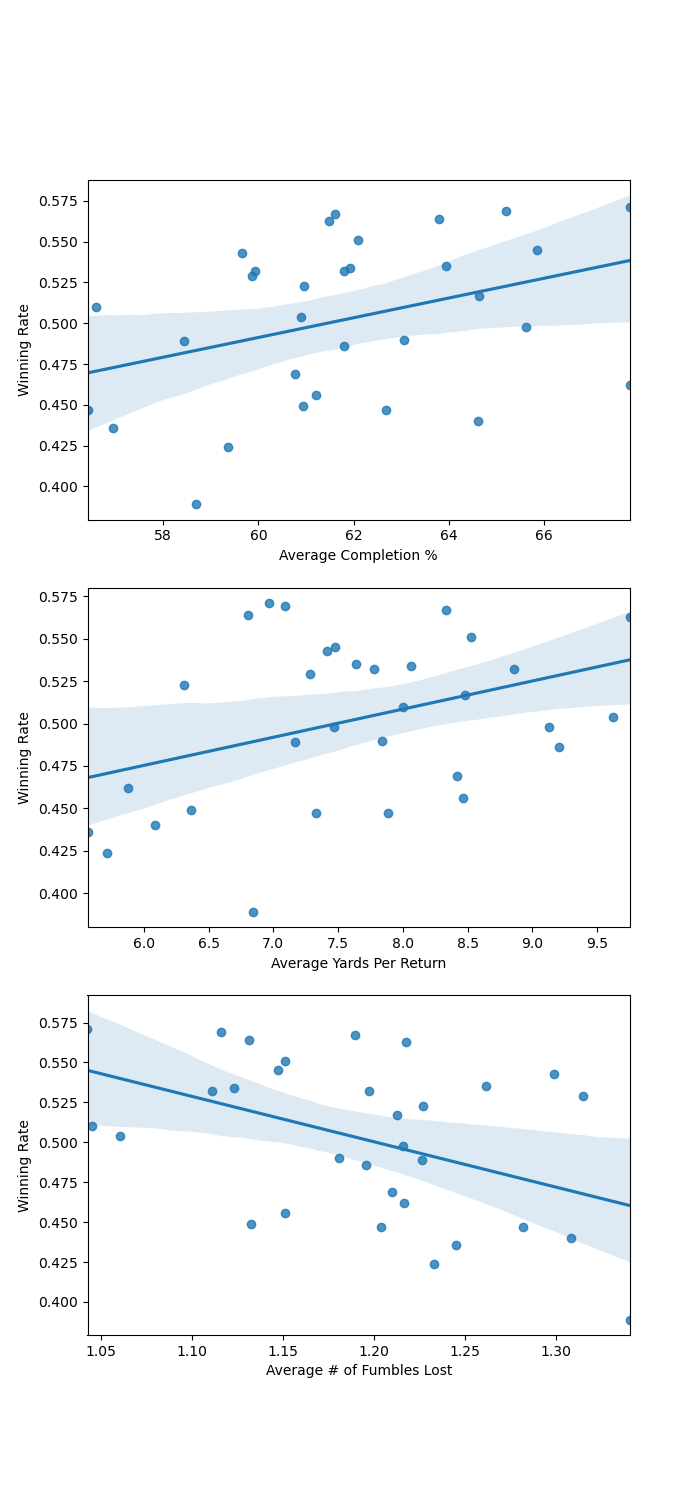 0.575
0.550
0.525
0.500
0.475
0.450
0.425
0.400
Winning Rate
58 60 62 64 66
Average Completion %
0.575
0.550
0.525
0.500
0.475
0.450
0.425
0.400
Winning Rate
6.0 6.5 7.0 7.5 8.0 8.5 9.0 9.5
Average Yards Per Return
0.575
0.550
0.525
0.500
0.475
0.450
0.425
0.400
Winning Rate
1.05 1.10 1.15 1.20 1.25 1.30
Average # of Fumbles Lost